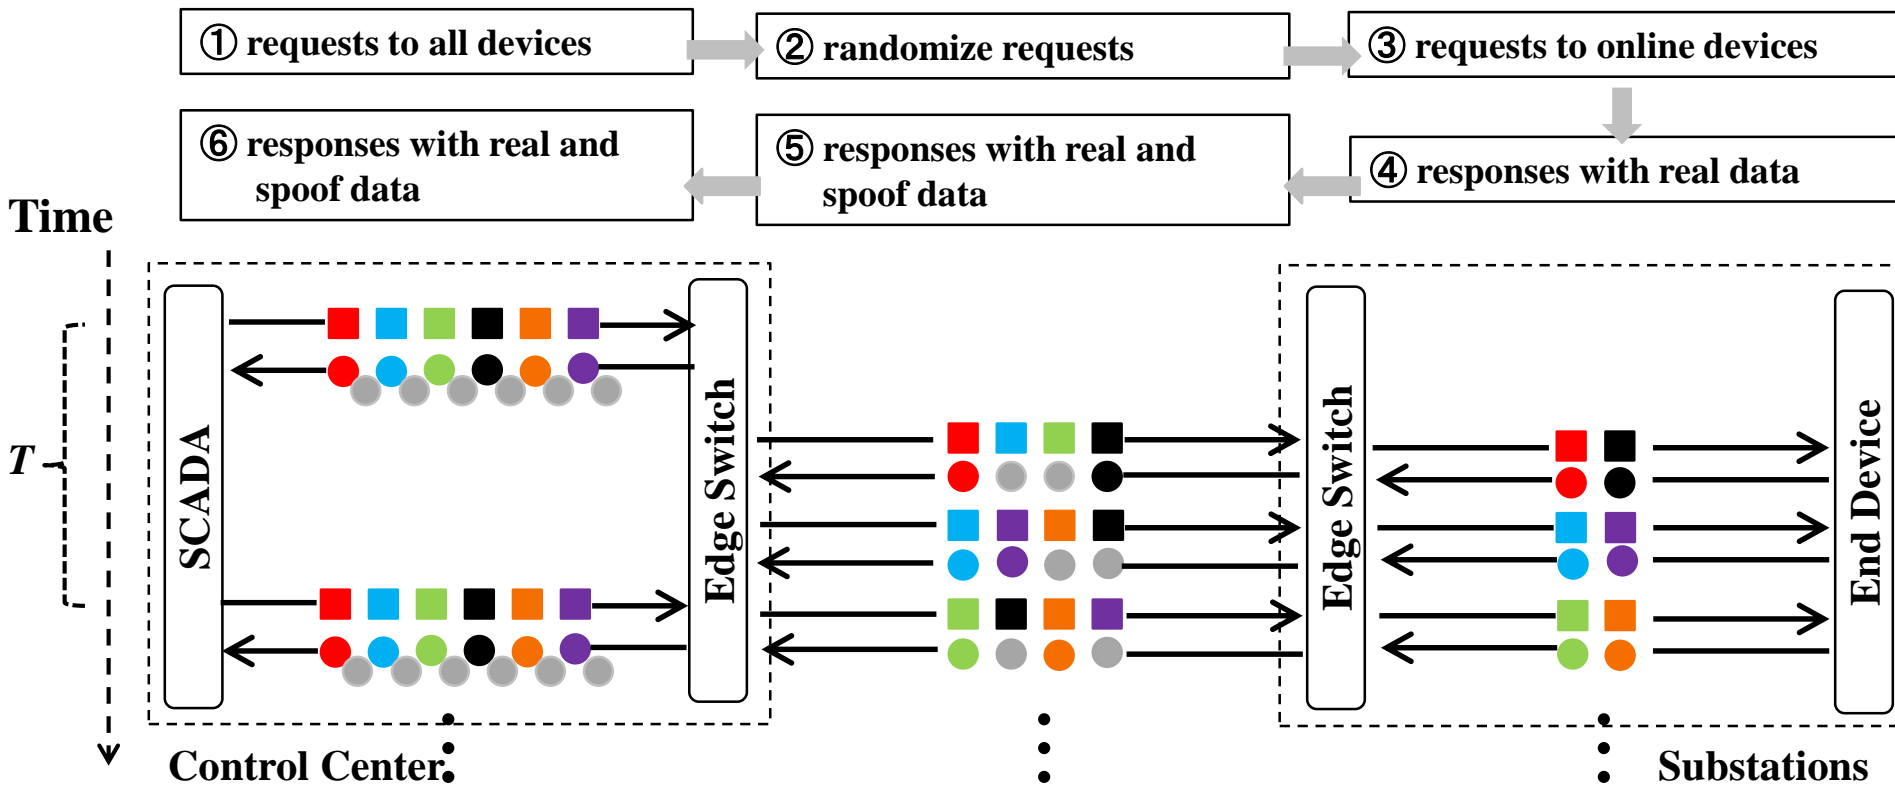 ① requests to all devices
② randomize requests
③ requests to online devices
⑥ responses with real and
spoof data
⑤ responses with real and
spoof data
④ responses with real data
Time
T
SCADA
Edge Switch
Edge Switch
End Device
Control Center
Substations